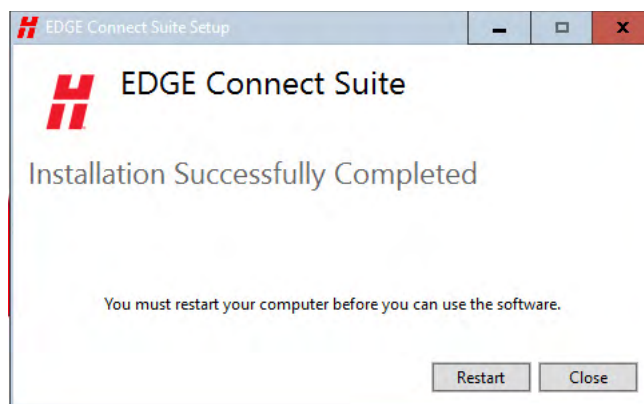 EDGE Connect Suite Setup
EDGE Connect Suite
Installation Successfully Completed
You must restart your computer before you can use the software.
Restart
Close